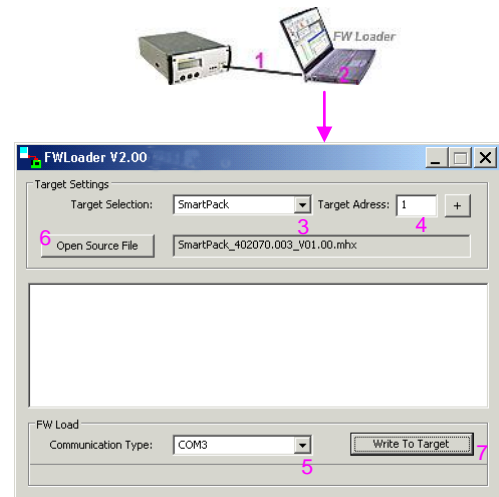 FW Loader
1
2
FWLoader V2.00
Target Settings
Target Selection: SmartPack Target Adress: 1 +
3 4
6 Open Source File SmartPack_402070.003_V01.00.mhx
FW Load
Communication Type: COM3 Write To Target 7
5